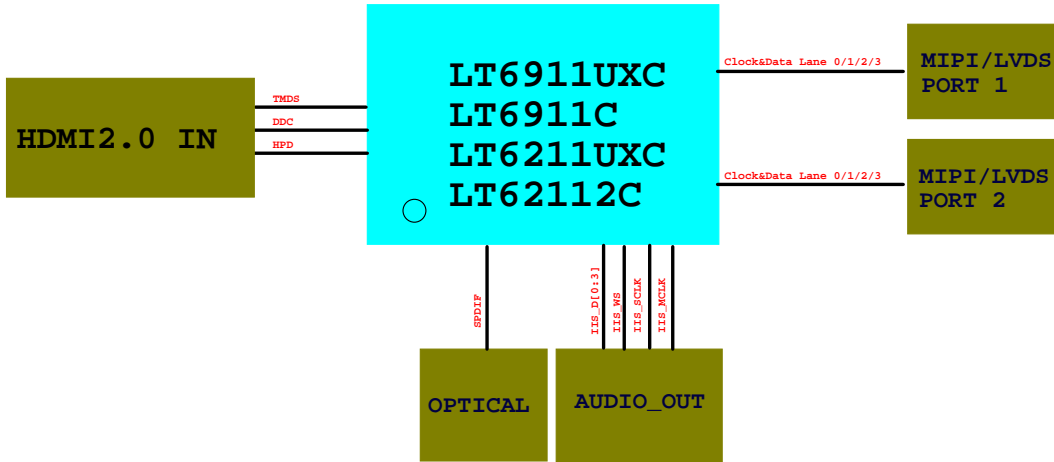 HDMI2.0 IN
TMDS
DDC
HPD
LT6911UXC
LT6911C
LT6211UXC
LT62112C
Clock&Data Lane 0/1/2/3
MIPI/LVDS
PORT 1
Clock&Data Lane 0/1/2/3
MIPI/LVDS
PORT 2
SPDIF
IIS_D[0:3]
IIS_WS
IIS_SCLK
IIS_MCLK
OPTICAL
AUDIO_OUT